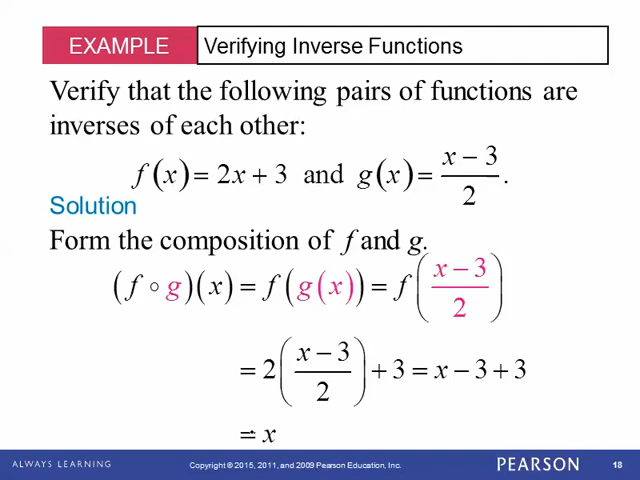 EXAMPLE Verifying Inverse Functions
Verify that the following pairs of functions are
inverses of each other:
f(x) = 2x + 3 and g(x) = (x − 3)/2.
Solution
Form the composition of f and g.
(f ∘ g)(x) = f(g(x)) = f((x − 3)/2)
= 2((x − 3)/2) + 3 = x − 3 + 3
= x
ALWAYS LEARNING Copyright © 2015, 2011, and 2009 Pearson Education, Inc. PEARSON 18